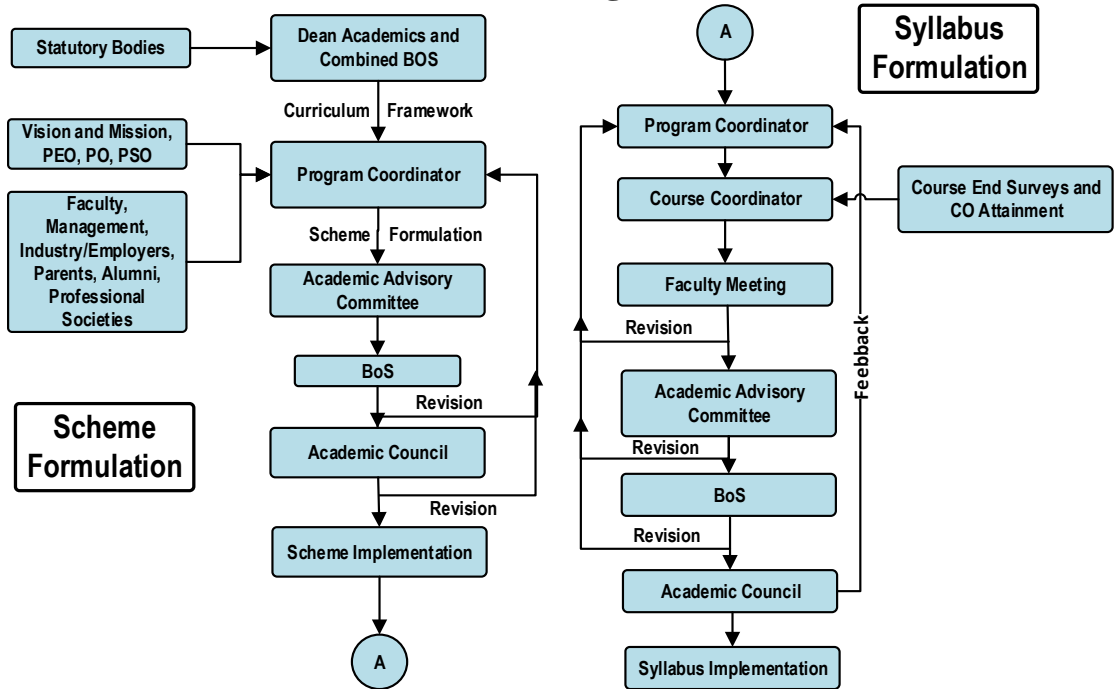 Statutory Bodies
Dean Academics and
Combined BOS
Curriculum Framework
Vision and Mission,
PEO, PO, PSO
Program Coordinator
Faculty,
Management,
Industry/Employers,
Parents, Alumni,
Professional
Societies
Scheme Formulation
Academic Advisory
Committee
BoS
Revision
Scheme
Formulation
Academic Council
Revision
Scheme Implementation
A
A
Syllabus
Formulation
Program Coordinator
Course Coordinator
Course End Surveys and
CO Attainment
Faculty Meeting
Revision
Feebback
Academic Advisory
Committee
Revision
BoS
Revision
Academic Council
Syllabus Implementation